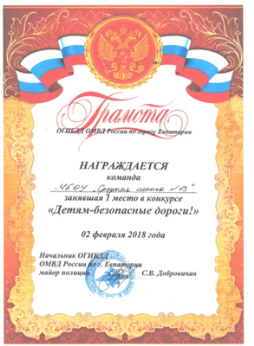 Грамота
ОГИБДД ОМВД России по городу Евпатории
НАГРАЖДАЕТСЯ
команда
МБОУ „Средняя школа №13"
занявшая 1 место в конкурсе
«Детям-безопасные дороги!»
02 февраля 2018 года
Начальник ОГИБДД
ОМВД России по г. Евпатории
майор полиции С.В. Добровичан